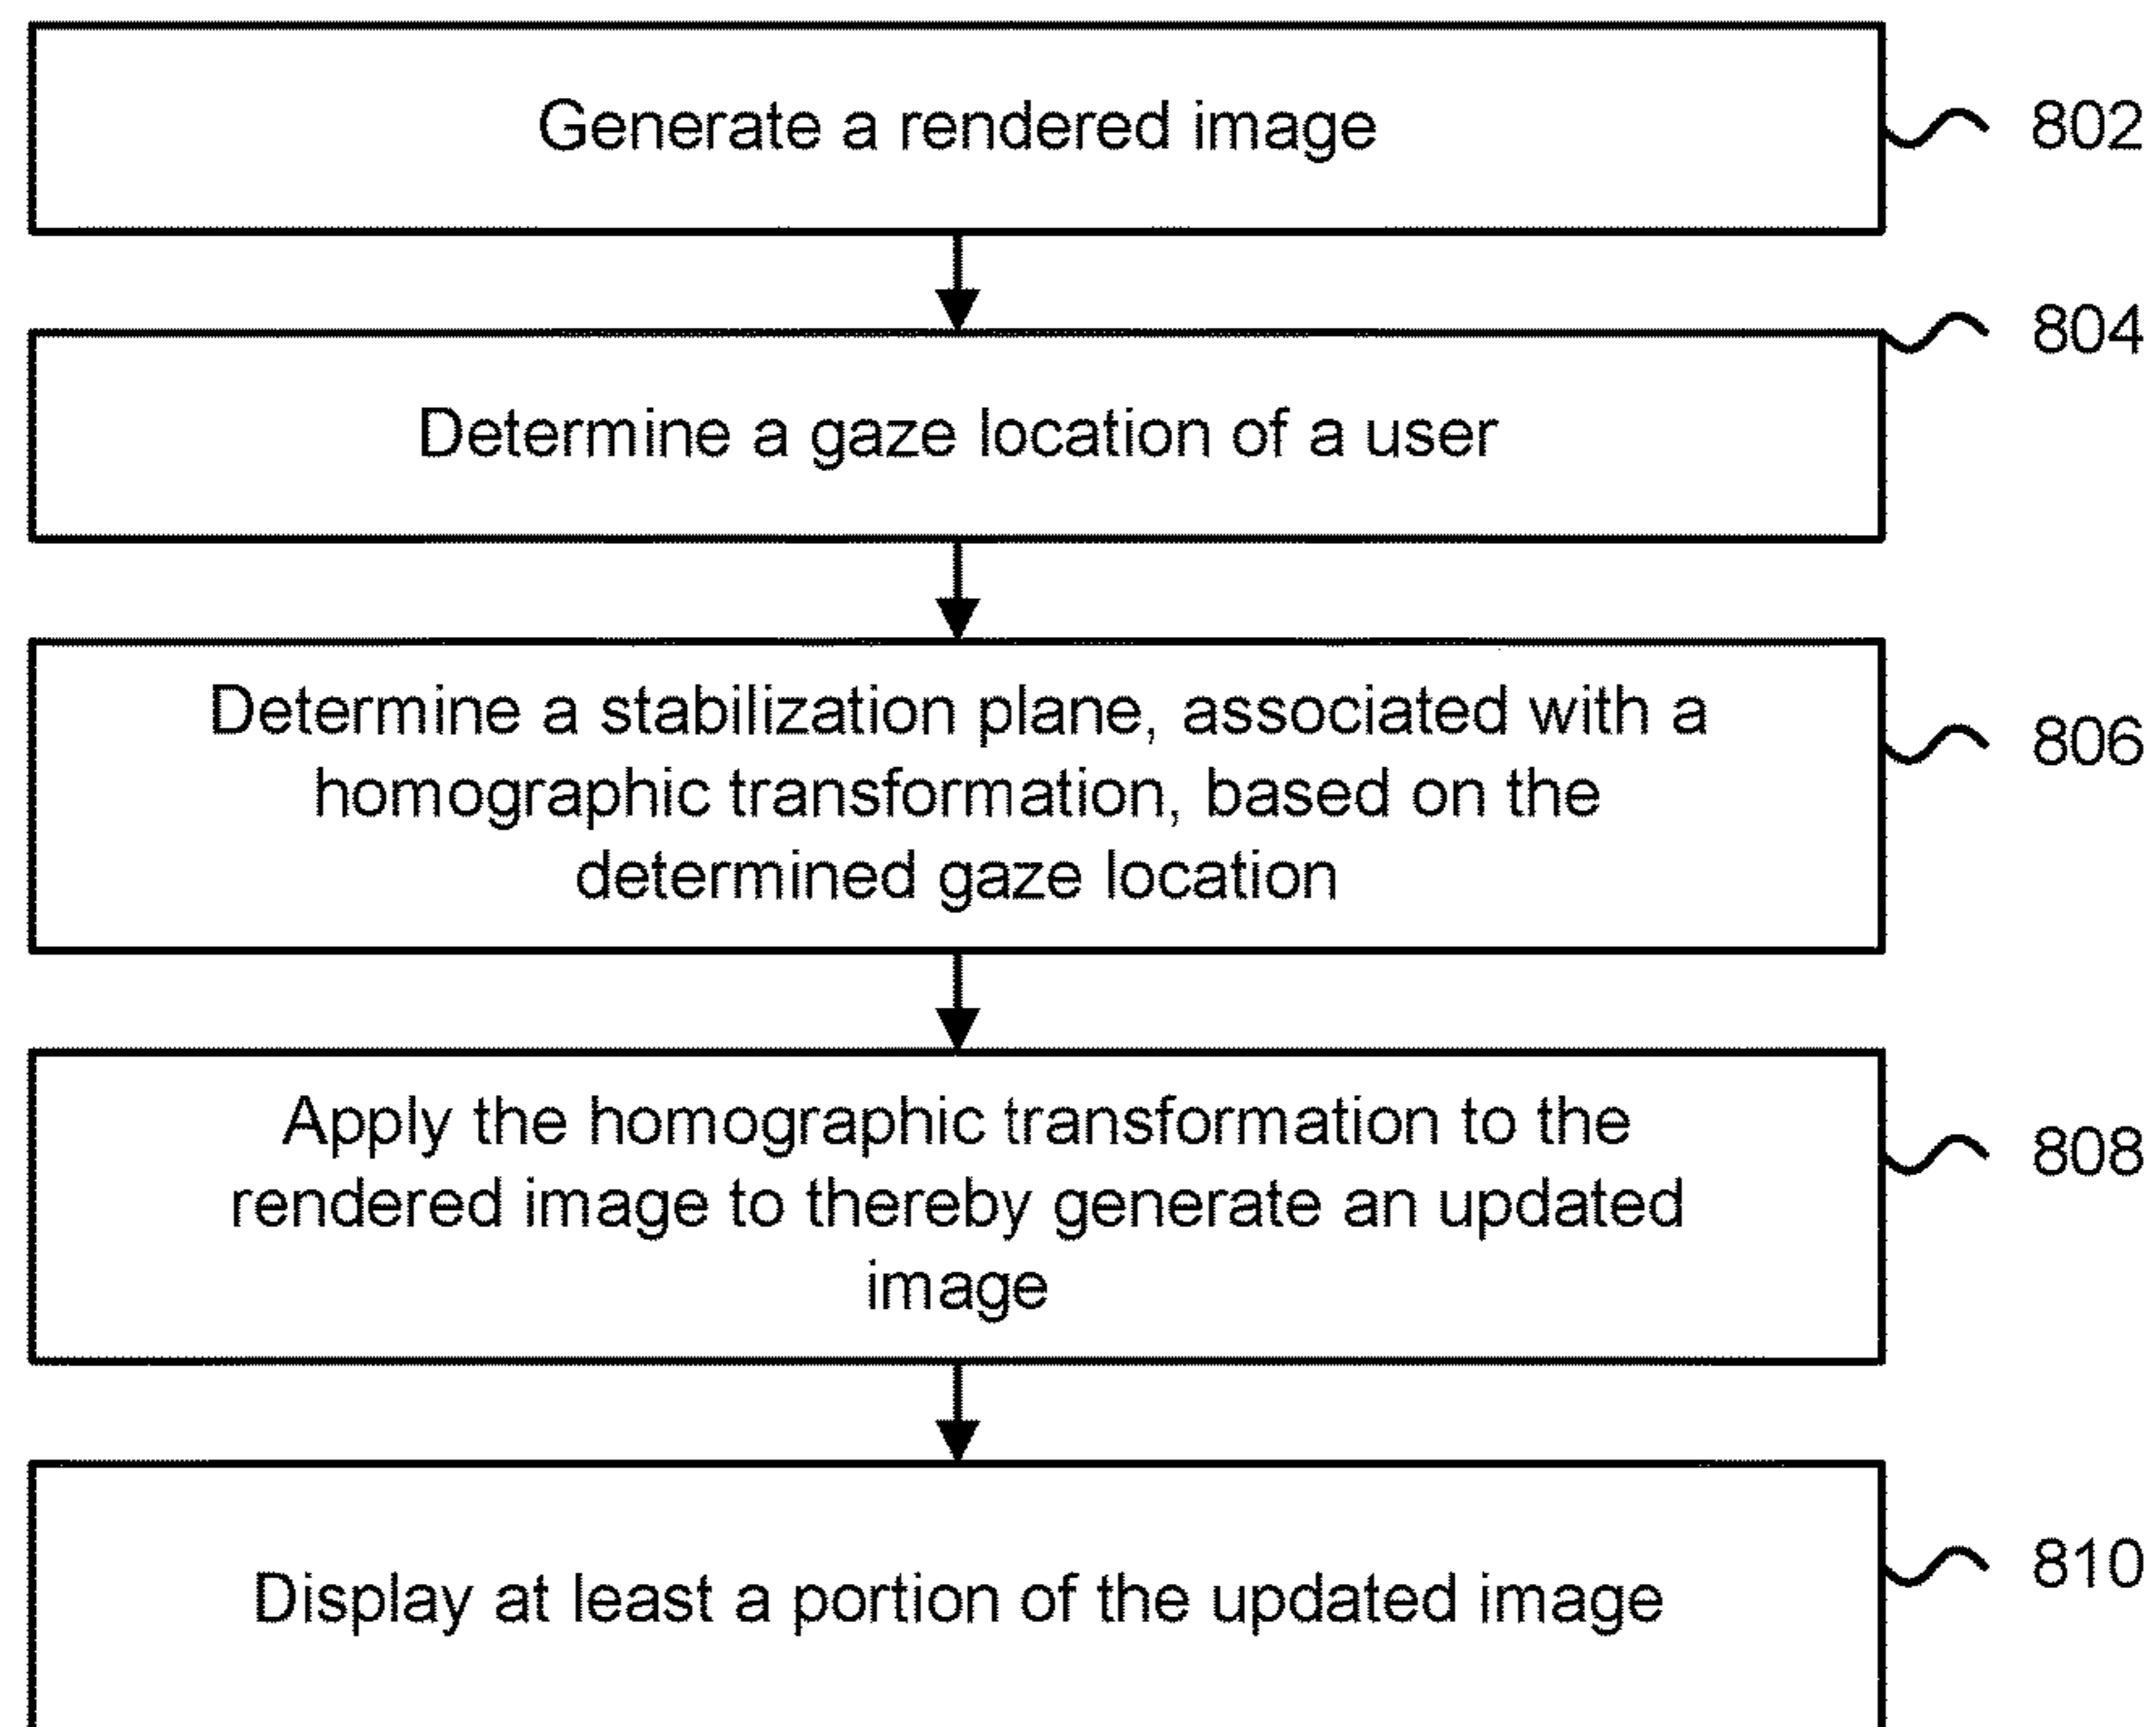 Generate a rendered image
802
804
Determine a gaze location of a user
Determine a stabilization plane, associated with a
homographic transformation, based on the
determined gaze location
806
Apply the homographic transformation to the
rendered image to thereby generate an updated
image
808
Display at least a portion of the updated image
810